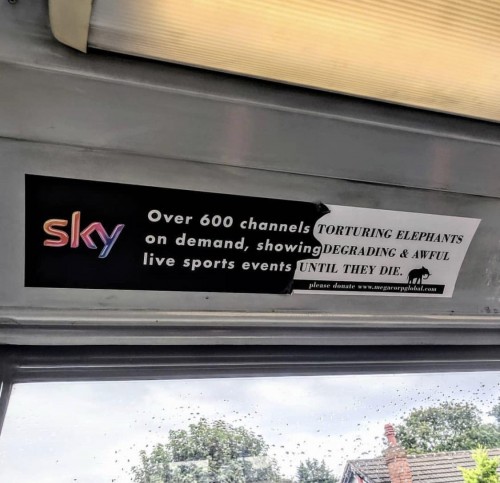 sky
Over 600 channels TORTURING ELEPHANTS
on demand, showing DEGRADING & AWFUL
live sports events UNTIL THEY DIE.
please donate www.megacorpglobal.com